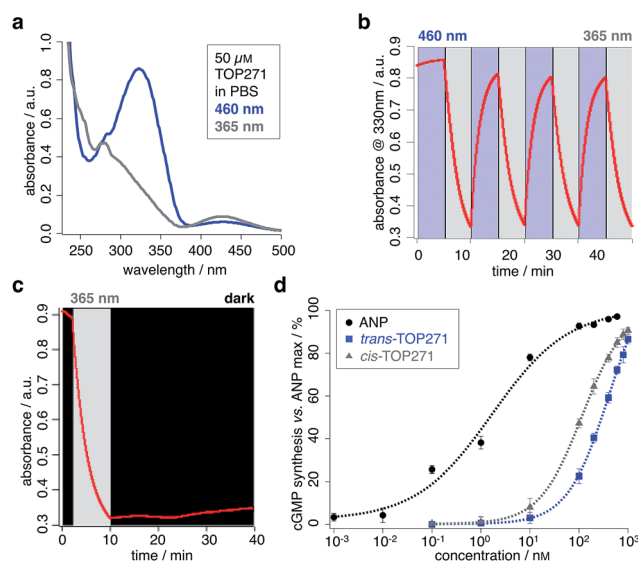 a
absorbance / a.u.
1.0
0.8
0.6
0.4
0.2
0.0
250 300 350 400 450 500
wavelength / nm
50 µM
TOP271
in PBS
460 nm
365 nm
b
460 nm 365 nm
absorbance @ 330nm / a.u.
0.9
0.8
0.7
0.6
0.5
0.4
0.3
0 10 20 30 40
time / min
c
365 nm dark
absorbance / a.u.
0.9
0.8
0.7
0.6
0.5
0.4
0.3
0 10 20 30 40
time / min
d
cGMP synthesis vs. ANP max / %
100
80
60
40
20
0
ANP
trans-TOP271
cis-TOP271
10⁻³ 10⁻² 10⁻¹ 10⁰ 10¹ 10² 10³
concentration / nM